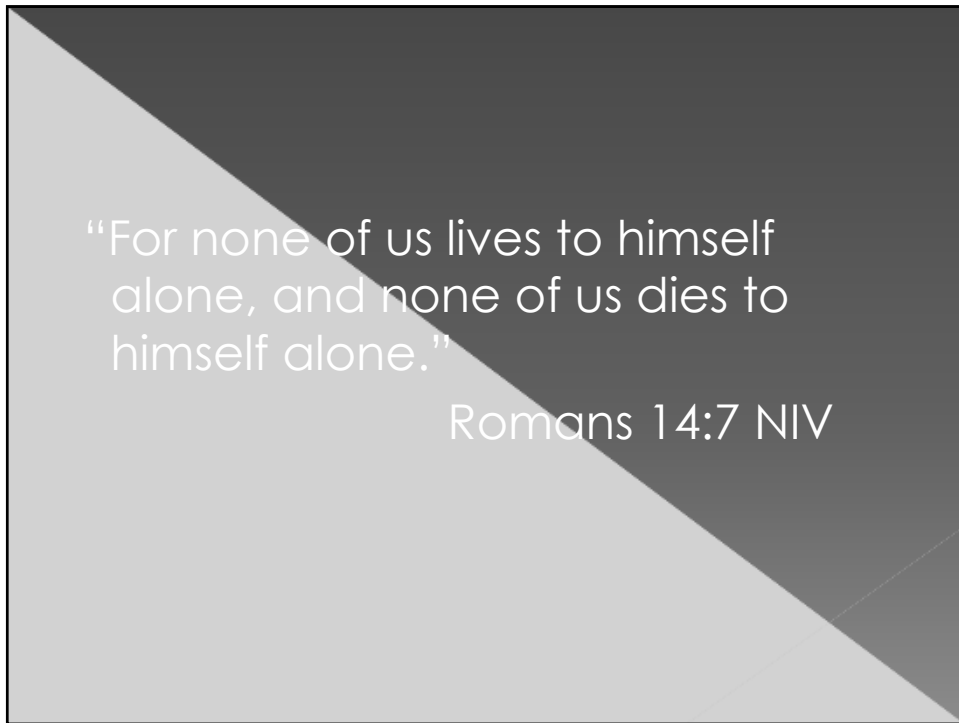 “For none of us lives to himself
alone, and none of us dies to
himself alone.”
Romans 14:7 NIV